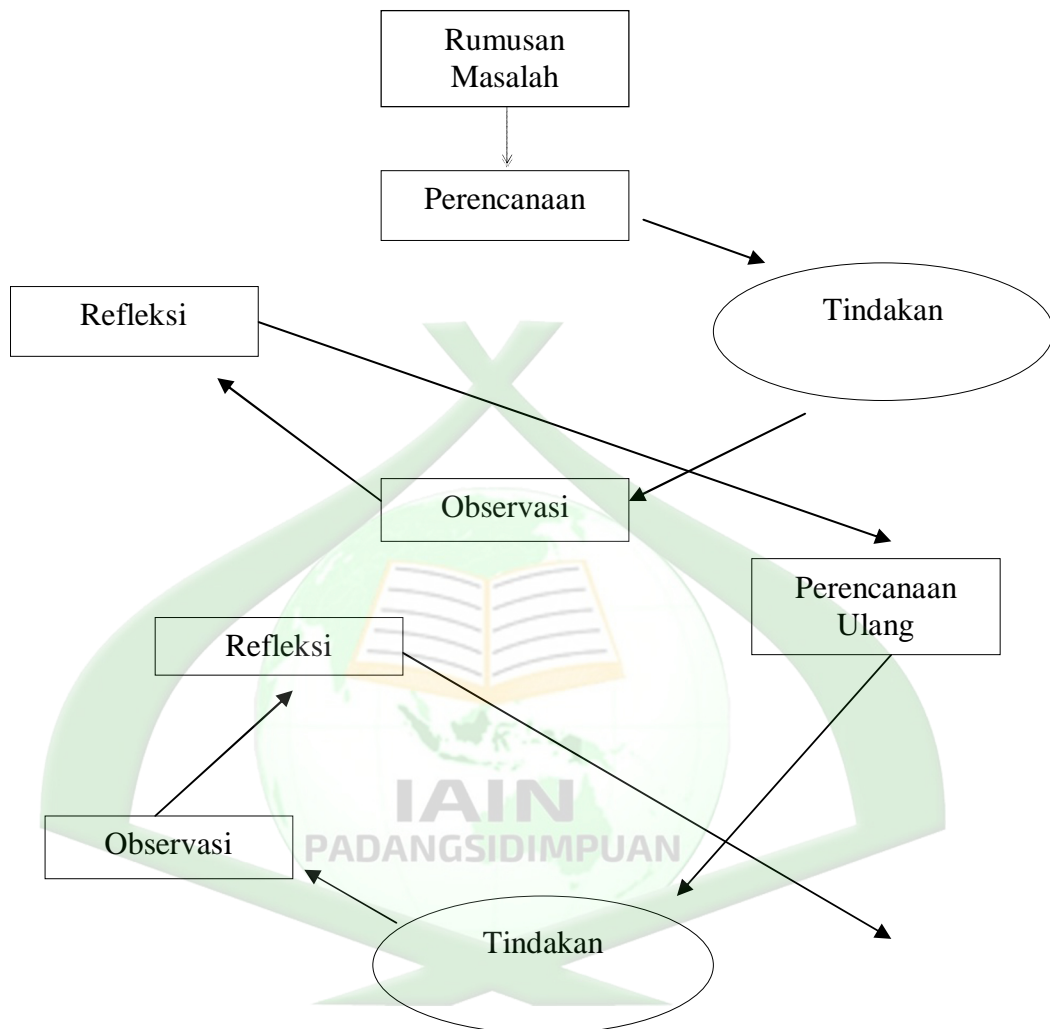 Rumusan
Masalah
Perencanaan
Tindakan
Refleksi
Observasi
Perencanaan
Ulang
Refleksi
IAIN
PADANGSIDIMPUAN
Observasi
Tindakan